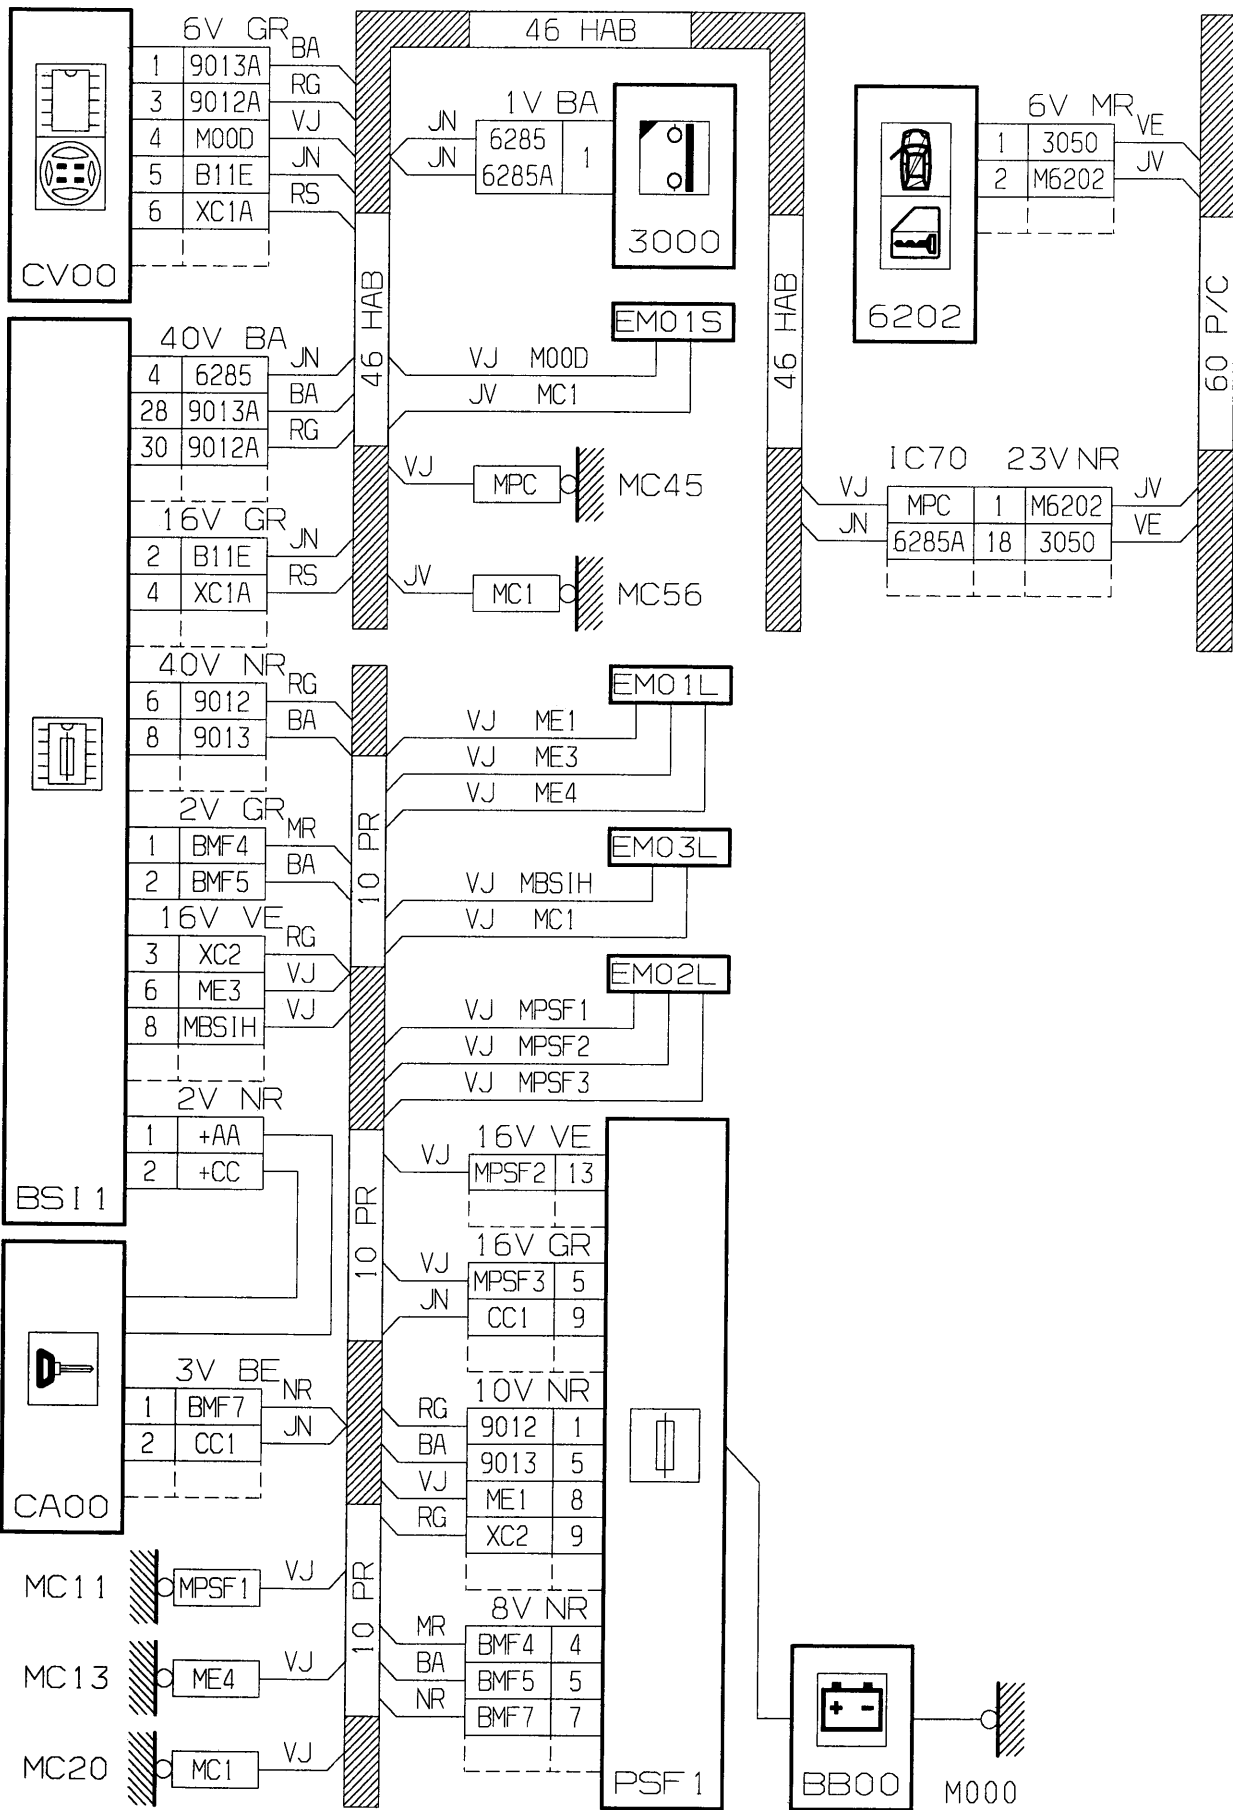 46 HAB
6V GR
1 9013A BA
3 9012A RG
4 M00D VJ
5 B11E JN
6 XC1A RS
CV00
1V BA
JN 6285 1
JN 6285A
3000
6V MR
1 3050 VE
2 M6202 JV
6202
46 HAB
46 HAB
60 P/C
EM01S
VJ M00D
JV MC1
40V BA
4 6285 JN
28 9013A BA
30 9012A RG
16V GR
2 B11E JN
4 XC1A RS
VJ MPC MC45
JV MC1 MC56
IC70 23V NR
VJ MPC 1 M6202 JV
JN 6285A 18 3050 VE
40V NR
6 9012 RG
8 9013 BA
2V GR
1 BMF4 MR
2 BMF5 BA
16V VE
3 XC2 RG
6 ME3 VJ
8 MBSIH VJ
2V NR
1 +AA
2 +CC
BSI1
10 PR
EM01L
VJ ME1
VJ ME3
VJ ME4
EM03L
VJ MBSIH
VJ MC1
EM02L
VJ MPSF1
VJ MPSF2
VJ MPSF3
10 PR
16V VE
VJ MPSF2 13
16V GR
VJ MPSF3 5
JN CC1 9
10V NR
RG 9012 1
BA 9013 5
VJ ME1 8
RG XC2 9
8V NR
MR BMF4 4
BA BMF5 5
NR BMF7 7
PSF1
3V BE
1 BMF7 NR
2 CC1 JN
CA00
10 PR
MC11 MPSF1 VJ
MC13 ME4 VJ
MC20 MC1 VJ
BB00
+ -
M000